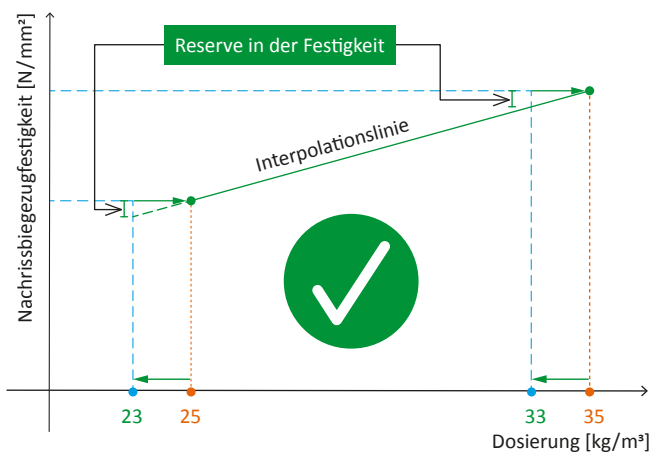 Reserve in der Festigkeit
Nachrissbiegezugfestigkeit [N/mm²]
Interpolationslinie
23
25
33
35
Dosierung [kg/m³]